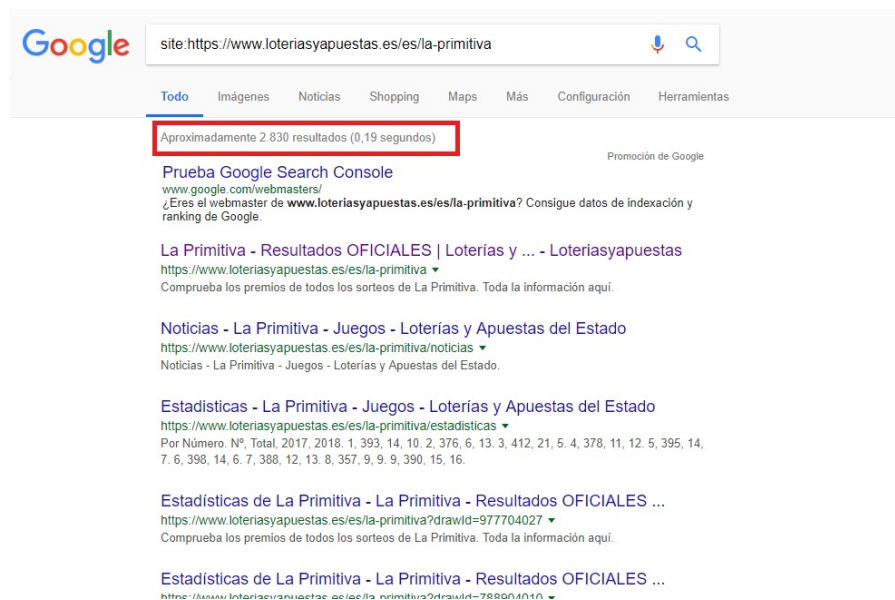 Google
site:https://www.loteriasyapuestas.es/es/la-primitiva
Todo Imágenes Noticias Shopping Maps Más Configuración Herramientas
Aproximadamente 2.830 resultados (0,19 segundos)
Promoción de Google
Prueba Google Search Console
www.google.com/webmasters/
¿Eres el webmaster de www.loteriasyapuestas.es/es/la-primitiva? Consigue datos de indexación y
ranking de Google.
La Primitiva - Resultados OFICIALES | Loterías y ... - Loteriasyapuestas
https://www.loteriasyapuestas.es/es/la-primitiva
Comprueba los premios de todos los sorteos de La Primitiva. Toda la información aquí.
Noticias - La Primitiva - Juegos - Loterías y Apuestas del Estado
https://www.loteriasyapuestas.es/es/la-primitiva/noticias
Noticias - La Primitiva - Juegos - Loterías y Apuestas del Estado.
Estadisticas - La Primitiva - Juegos - Loterías y Apuestas del Estado
https://www.loteriasyapuestas.es/es/la-primitiva/estadisticas
Por Número. Nº, Total, 2017, 2018. 1, 393, 14, 10. 2, 376, 6, 13. 3, 412, 21, 5. 4, 378, 11, 12. 5, 395, 14,
7. 6, 398, 14, 6. 7, 388, 12, 13. 8, 357, 9, 9. 9, 390, 15, 16.
Estadísticas de La Primitiva - La Primitiva - Resultados OFICIALES ...
https://www.loteriasyapuestas.es/es/la-primitiva?drawId=977704027
Comprueba los premios de todos los sorteos de La Primitiva. Toda la información aquí.
Estadísticas de La Primitiva - La Primitiva - Resultados OFICIALES ...
https://www.loteriasyapuestas.es/es/la-primitiva?drawId=788904010